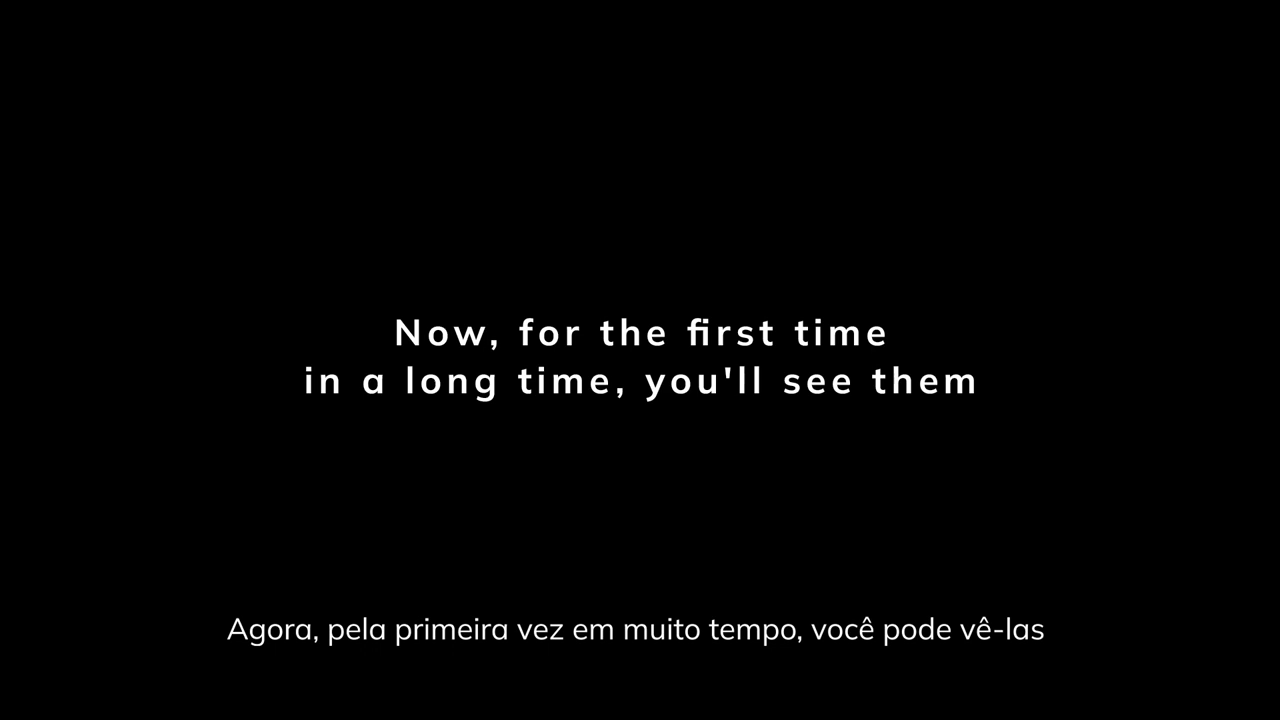 Now, for the first time
in a long time, you'll see them
Agora, pela primeira vez em muito tempo, você pode vê-las